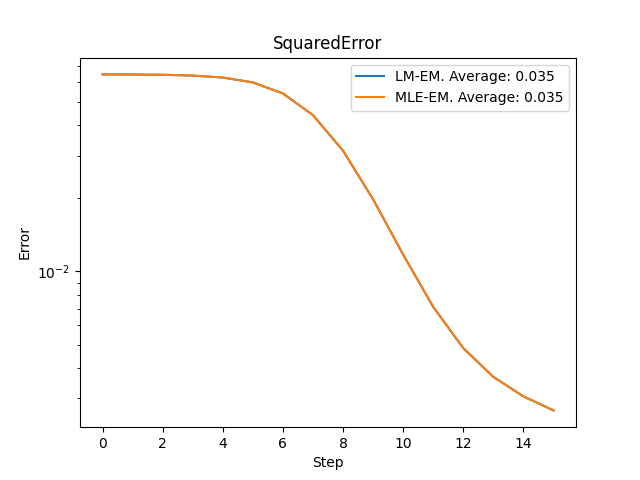 SquaredError
LM-EM. Average: 0.035
MLE-EM. Average: 0.035
Error
10⁻²
0 2 4 6 8 10 12 14
Step